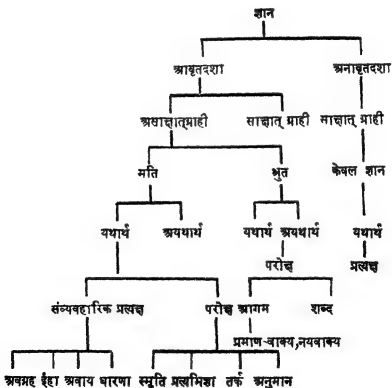 ज्ञान
आवृतदशा अनावृतदशा
असाक्षात्ग्राही साक्षात् ग्राही साक्षात् ग्राही
मति श्रुत केवल ज्ञान
यथार्थ अयथार्थ यथार्थ अयथार्थ यथार्थ
परोक्ष प्रत्यक्ष
संव्यवहारिक प्रत्यक्ष परोक्ष आगम शब्द
प्रमाण-वाक्य,नयवाक्य
अवग्रह ईहा अवाय धारणा स्मृति प्रत्यभिज्ञा तर्क अनुमान